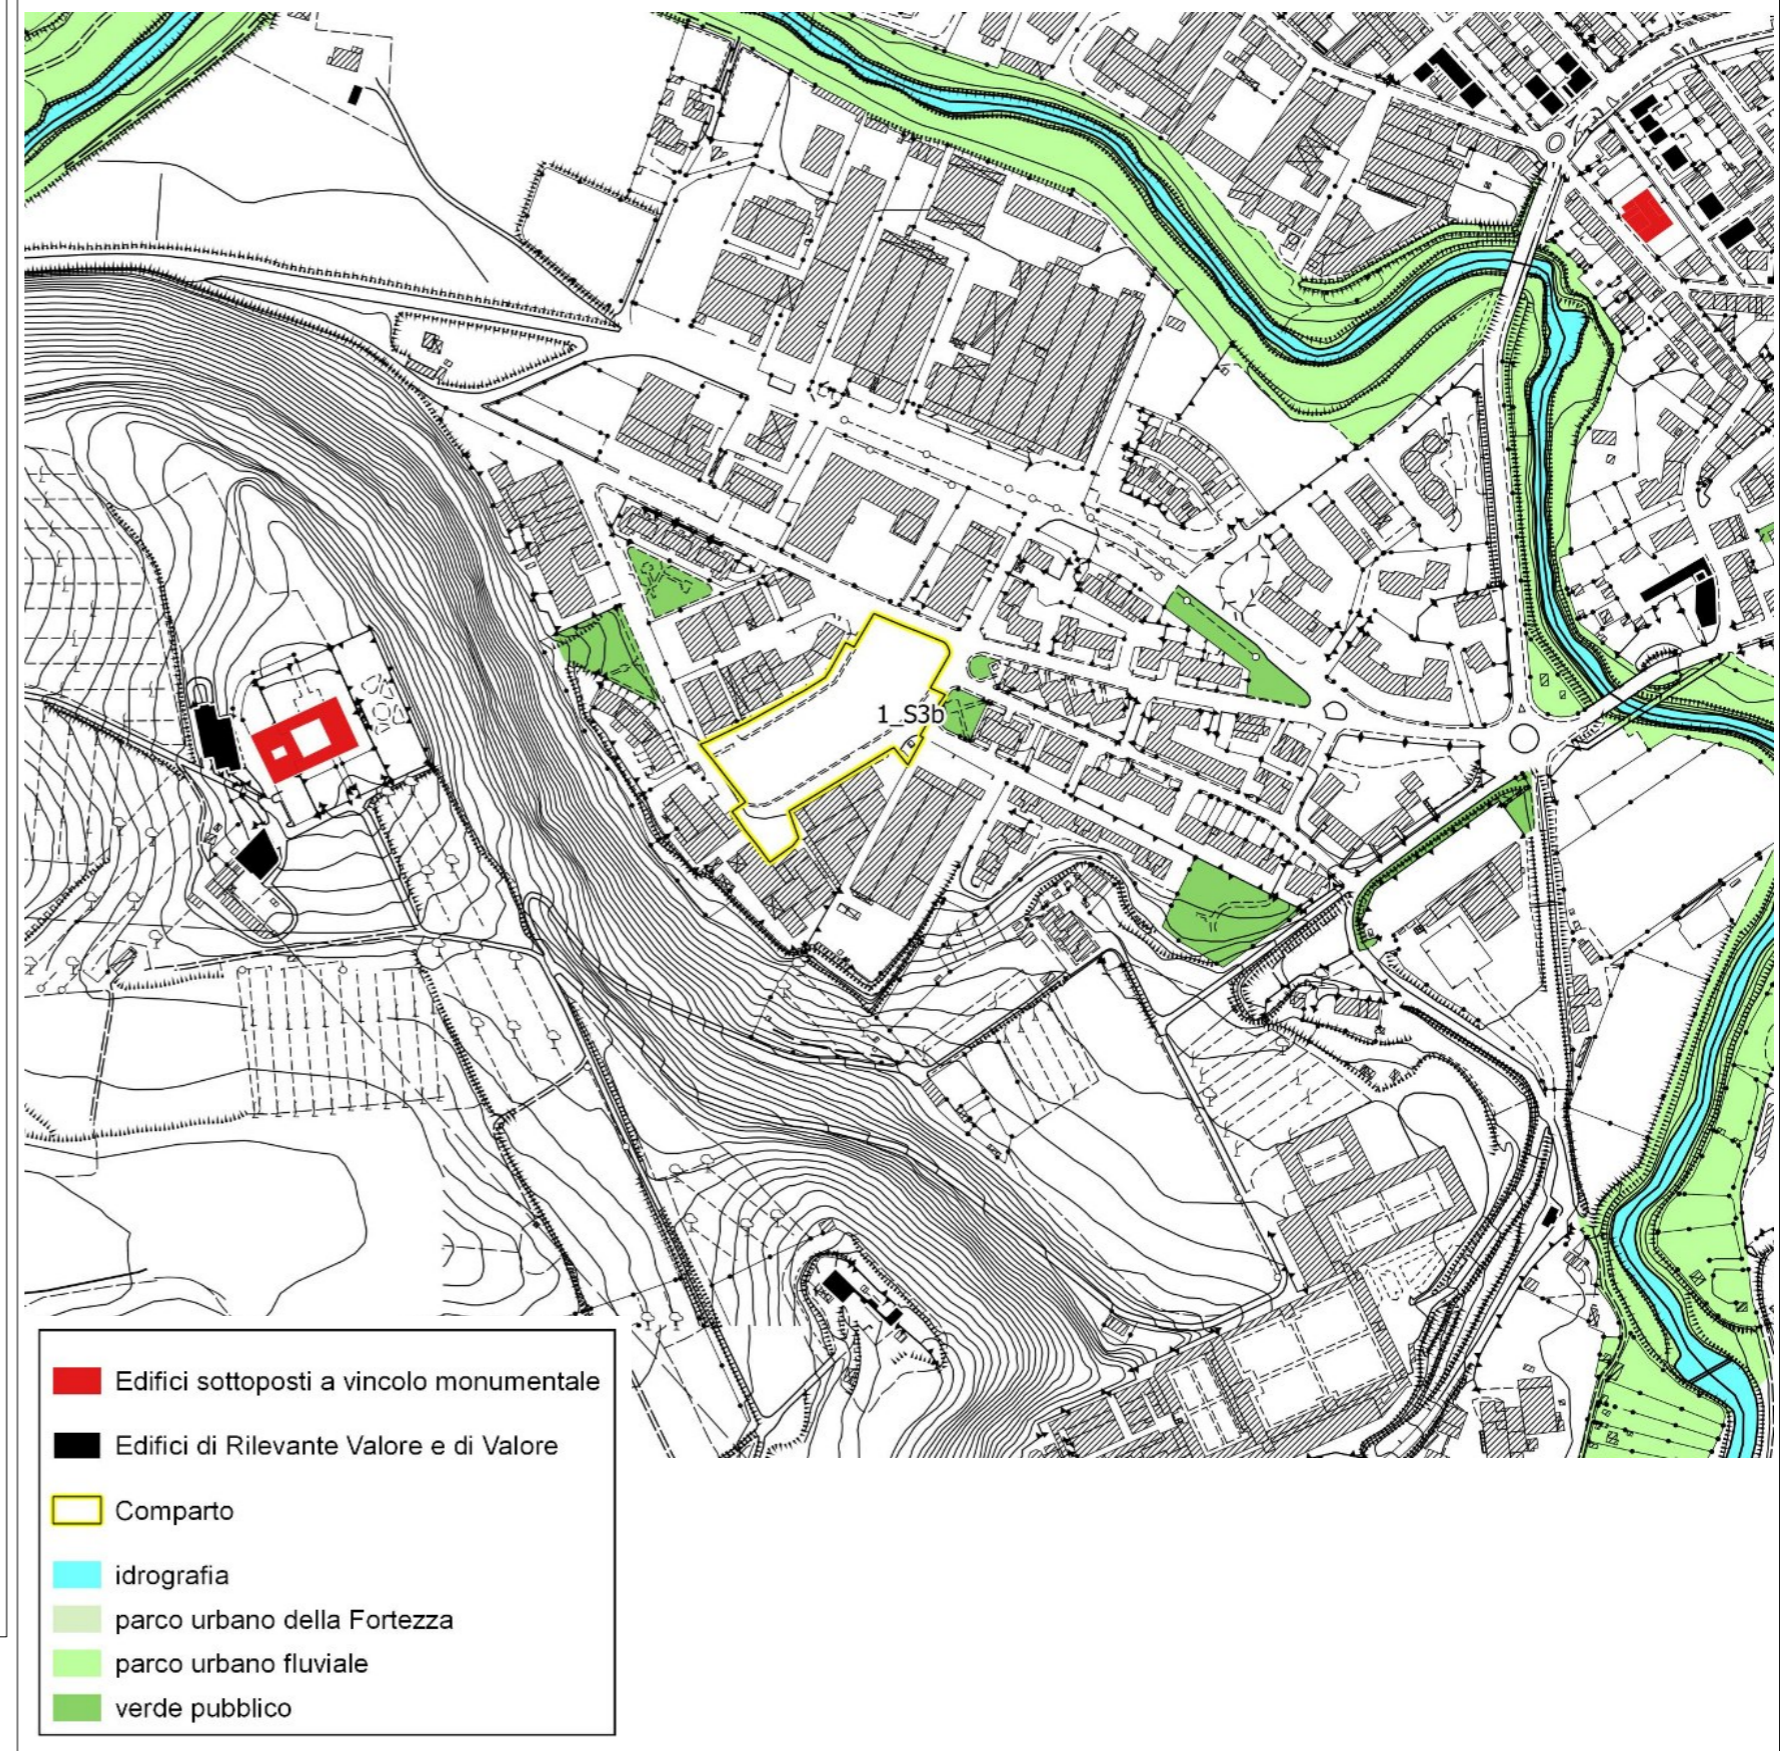 1_S3b
Edifici sottoposti a vincolo monumentale
Edifici di Rilevante Valore e di Valore
Comparto
idrografia
parco urbano della Fortezza
parco urbano fluviale
verde pubblico